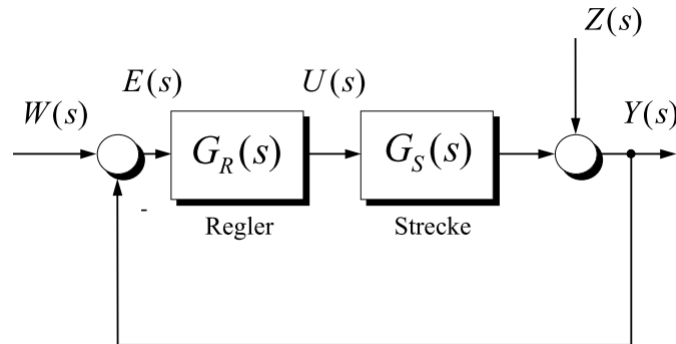 Z(s)
E(s)
U(s)
W(s)
Y(s)
G_R(s)
G_S(s)
-
Regler
Strecke